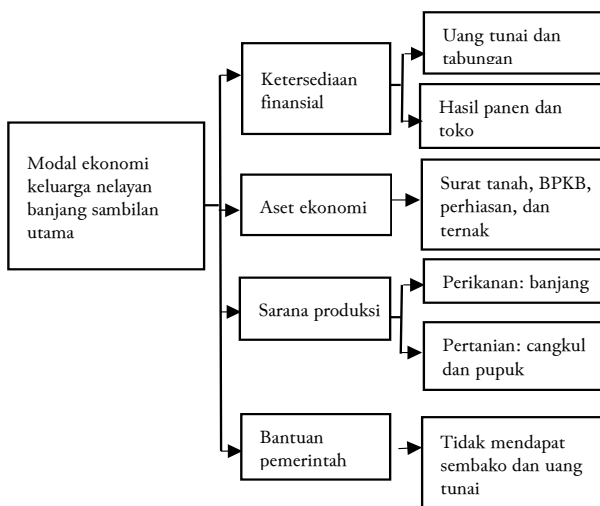 Modal ekonomi
keluarga nelayan
banjang sambilan
utama
Ketersediaan
finansial
Uang tunai dan
tabungan
Hasil panen dan
toko
Aset ekonomi
Surat tanah, BPKB,
perhiasan, dan
ternak
Sarana produksi
Perikanan: banjang
Pertanian: cangkul
dan pupuk
Bantuan
pemerintah
Tidak mendapat
sembako dan uang
tunai